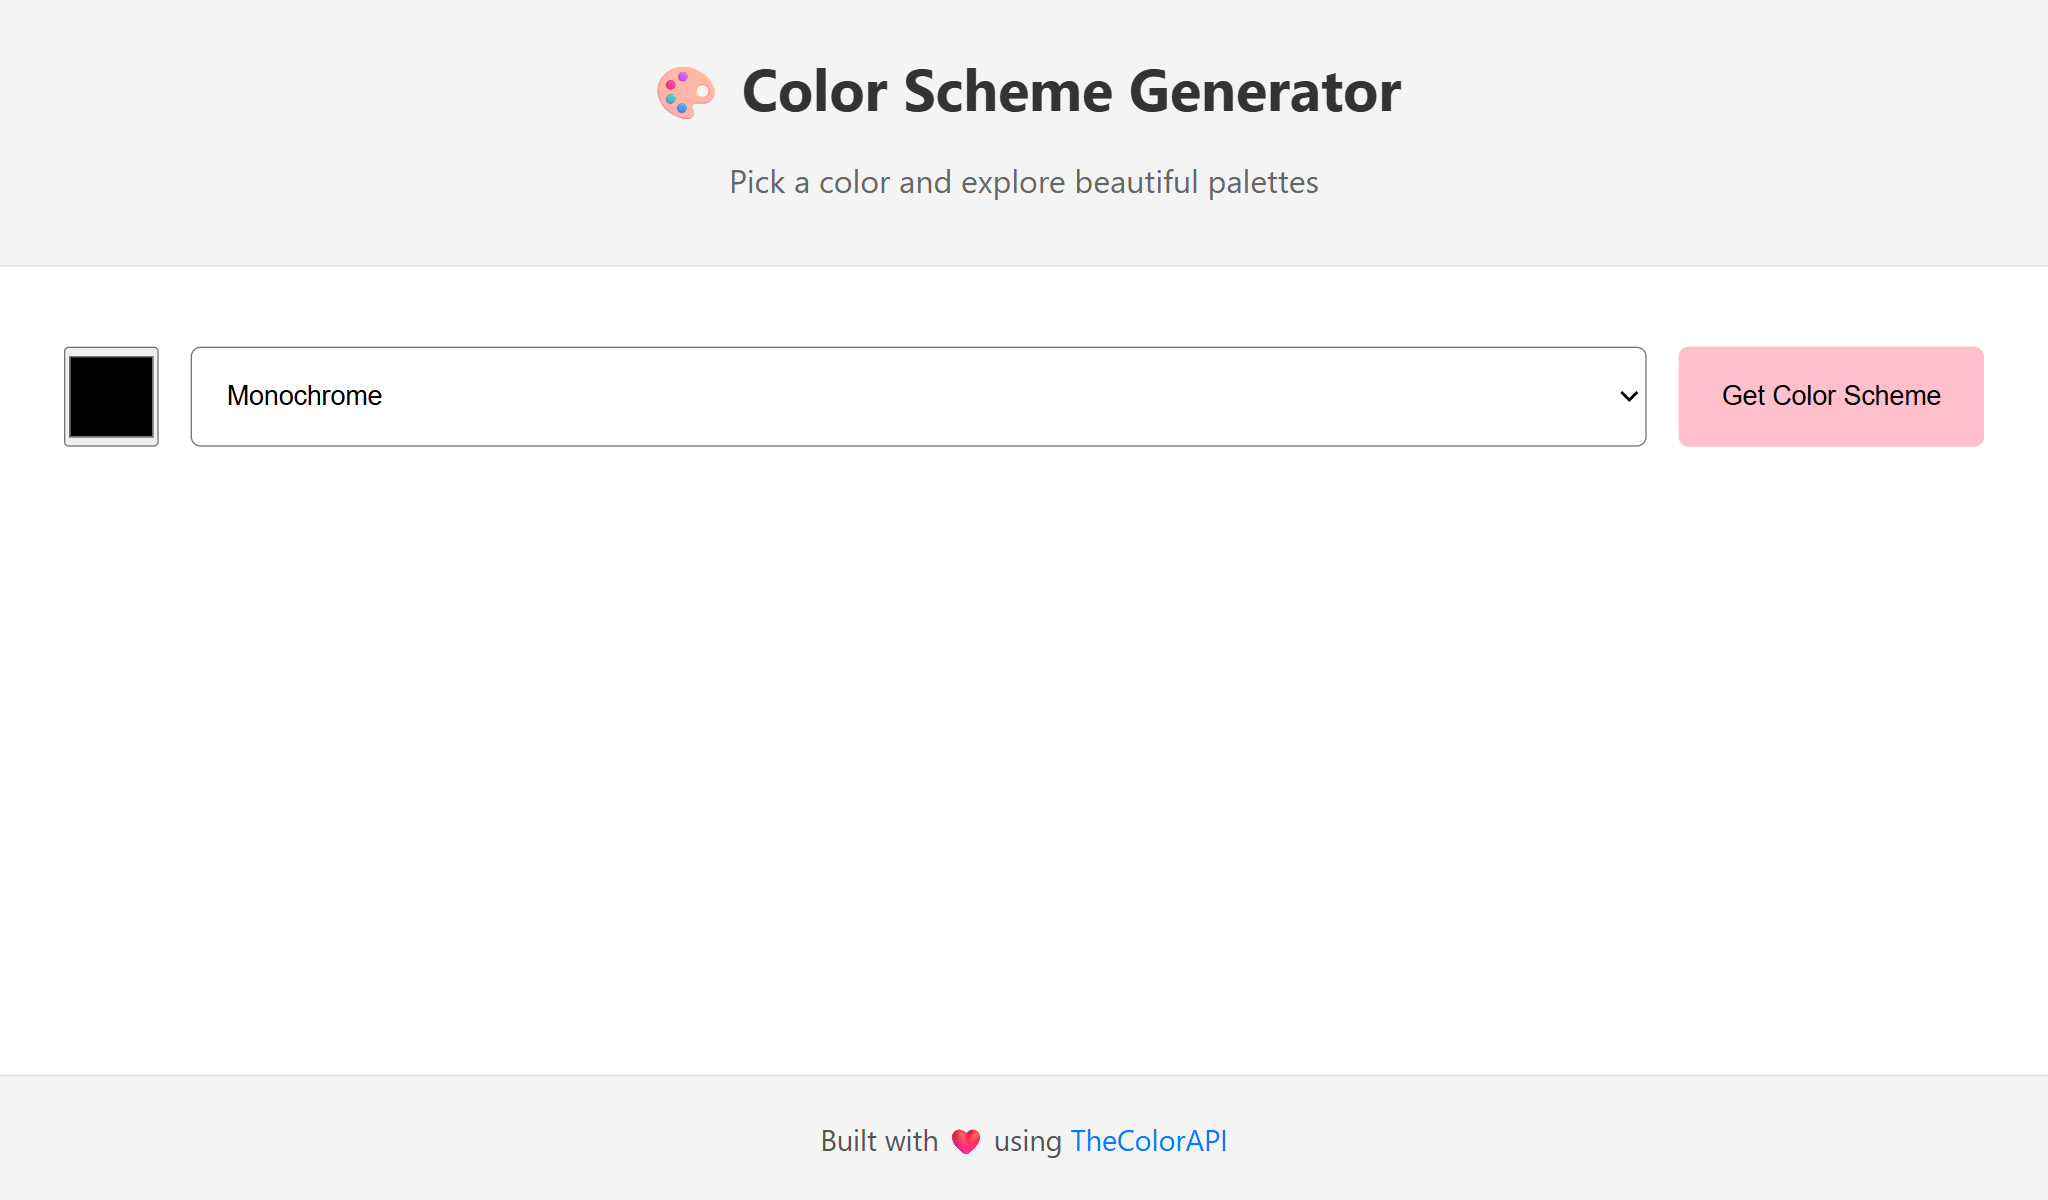 🎨 Color Scheme Generator
Pick a color and explore beautiful palettes
Monochrome
Get Color Scheme
Built with ❤️ using TheColorAPI